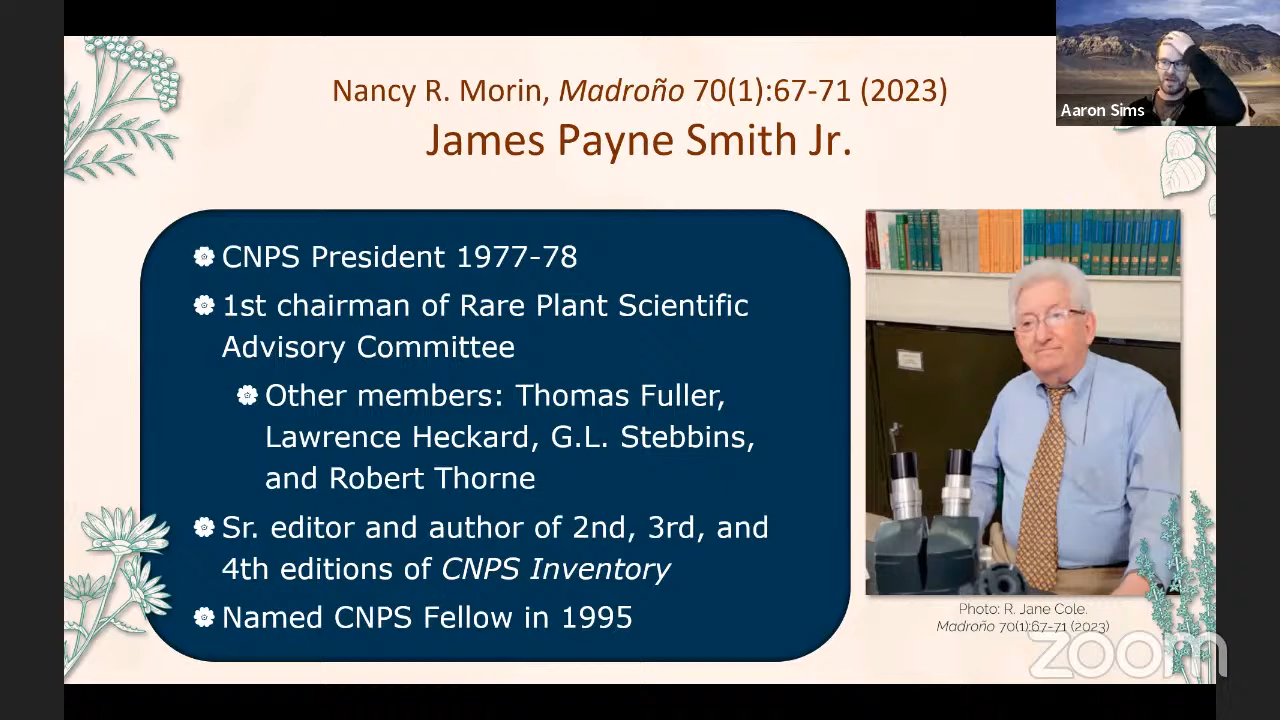 Nancy R. Morin, Madroño 70(1):67-71 (2023)
James Payne Smith Jr.
Aaron Sims
CNPS President 1977-78
1st chairman of Rare Plant Scientific
Advisory Committee
Other members: Thomas Fuller,
Lawrence Heckard, G.L. Stebbins,
and Robert Thorne
Sr. editor and author of 2nd, 3rd, and
4th editions of CNPS Inventory
Named CNPS Fellow in 1995
Photo: R. Jane Cole,
Madroño 70(1):67-71 (2023)
zoom